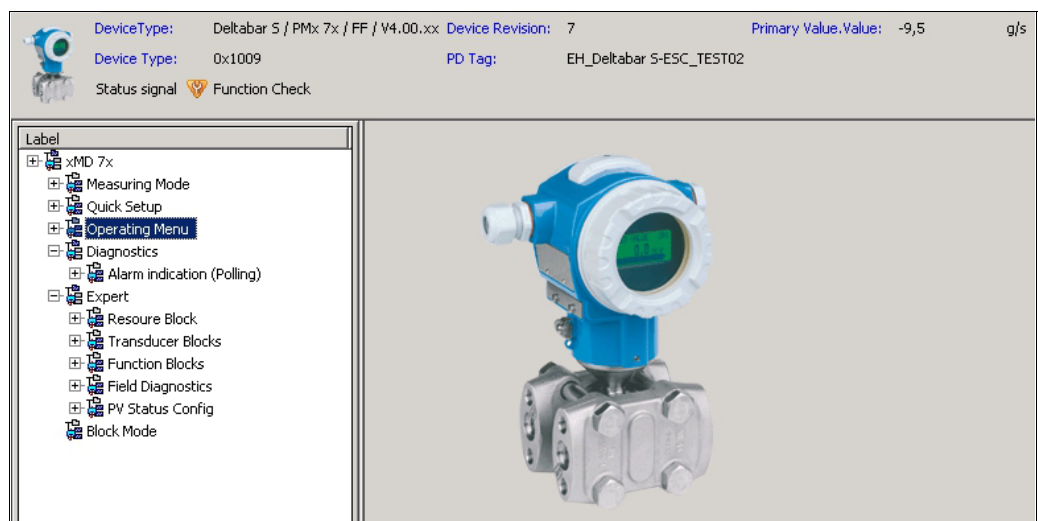 DeviceType: Deltabar S / PMx 7x / FF / V4.00.xx Device Revision: 7 Primary Value.Value: -9,5 g/s
Device Type: 0x1009 PD Tag: EH_Deltabar S-ESC_TEST02
Status signal Function Check
Label
xMD 7x
Measuring Mode
Quick Setup
Operating Menu
Diagnostics
Alarm indication (Polling)
Expert
Resoure Block
Transducer Blocks
Function Blocks
Field Diagnostics
PV Status Config
Block Mode